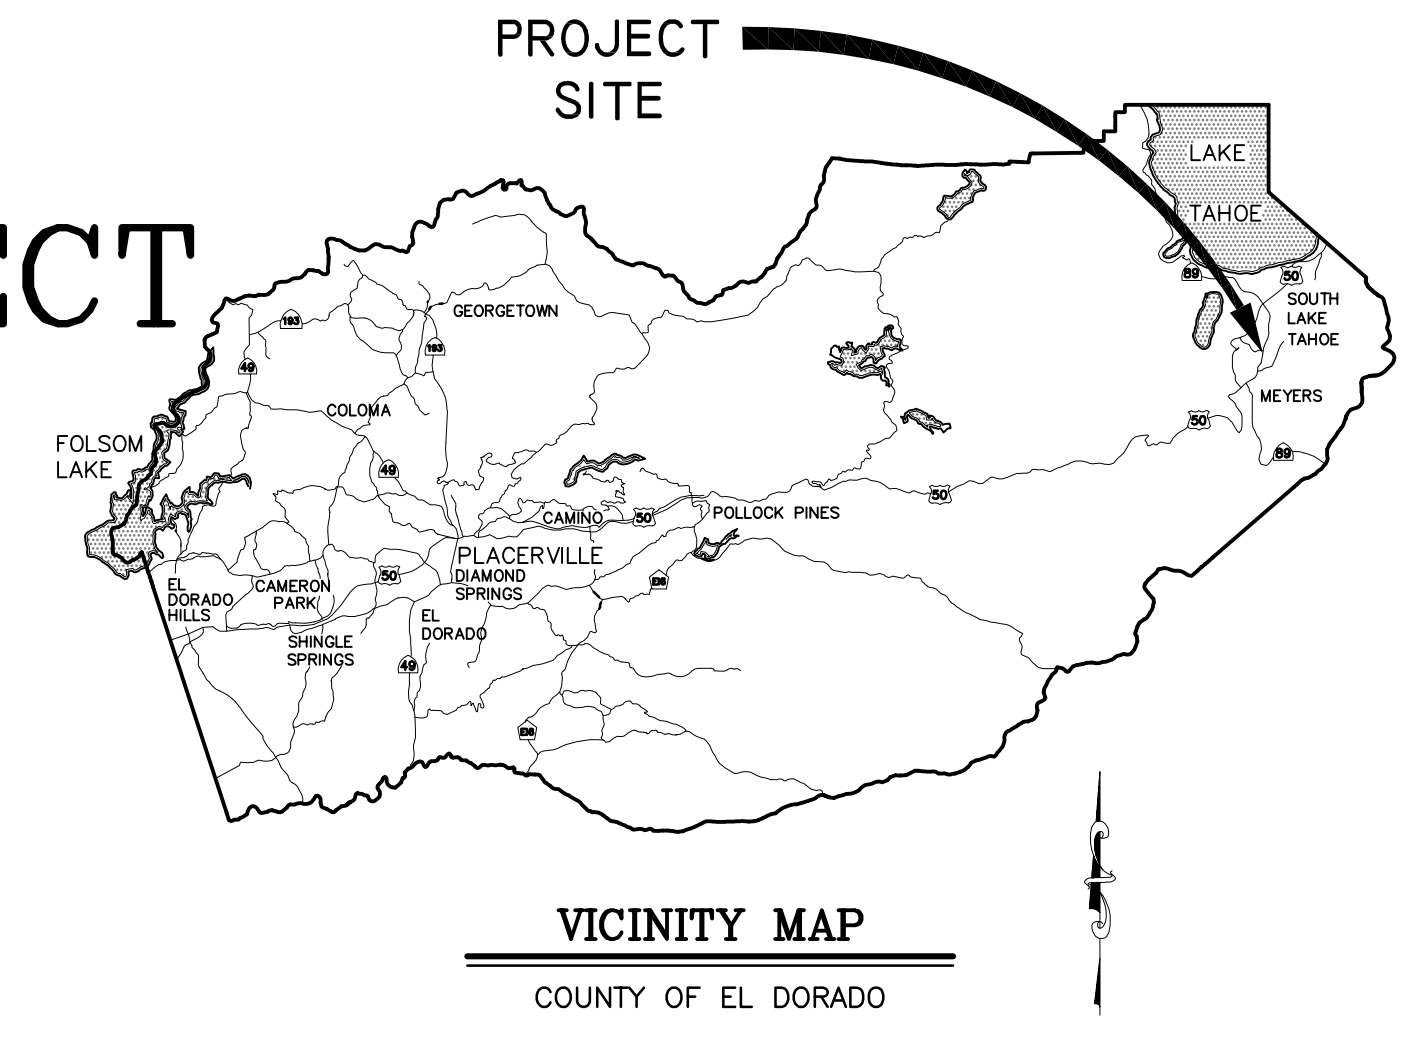 PROJECT
SITE
ECT
LAKE
TAHOE
89
50
SOUTH
LAKE
TAHOE
MEYERS
50
89
50
193
GEORGETOWN
193
49
COLOMA
FOLSOM
LAKE
49
CAMINO
50
POLLOCK PINES
PLACERVILLE
DIAMOND
SPRINGS
50
E16
EL
DORADO
HILLS
CAMERON
PARK
EL
DORADO
SHINGLE
SPRINGS
49
E16
VICINITY MAP
COUNTY OF EL DORADO